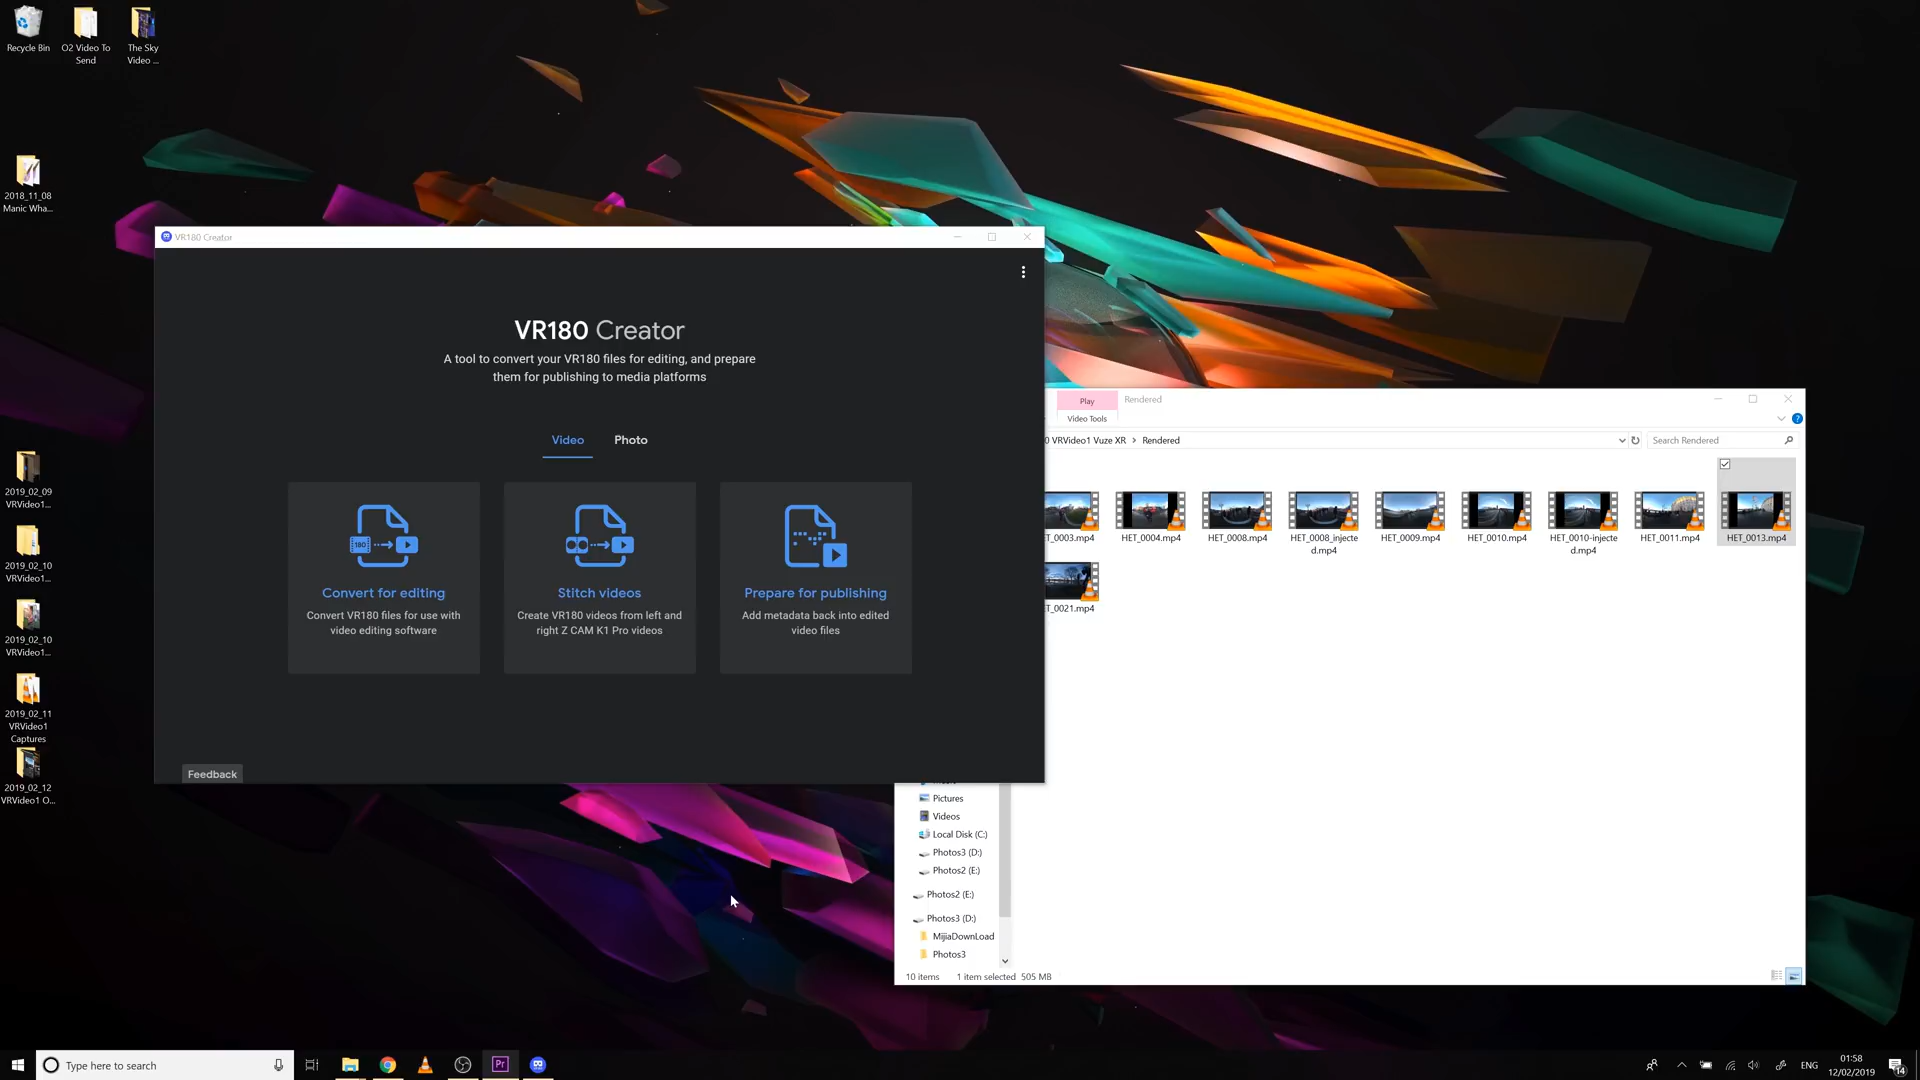 Recycle Bin
O2 Video To
Send
The Sky
Video ...
2018_11_08
Manic Wha...
2019_02_09
VRVideo1...
2019_02_10
VRVideo1...
2019_02_10
VRVideo1...
2019_02_11
VRVideo1
Captures
2019_02_12
VRVideo1 O...
VR180 Creator
VR180 Creator
A tool to convert your VR180 files for editing, and prepare
them for publishing to media platforms
Video
Photo
180
Convert for editing
Convert VR180 files for use with
video editing software
Stitch videos
Create VR180 videos from left and
right Z CAM K1 Pro videos
Prepare for publishing
Add metadata back into edited
video files
Feedback
Play
Rendered
Video Tools
0 VRVideo1 Vuze XR > Rendered
Search Rendered
T_0003.mp4
HET_0004.mp4
HET_0008.mp4
HET_0008_injecte
d.mp4
HET_0009.mp4
HET_0010.mp4
HET_0010-injecte
d.mp4
HET_0011.mp4
HET_0013.mp4
T_0021.mp4
Pictures
Videos
Local Disk (C:)
Photos3 (D:)
Photos2 (E:)
Photos2 (E:)
Photos3 (D:)
MijiaDownLoad
Photos3
10 items
1 item selected 505 MB
Type here to search
Pr
ENG
01:58
12/02/2019
14